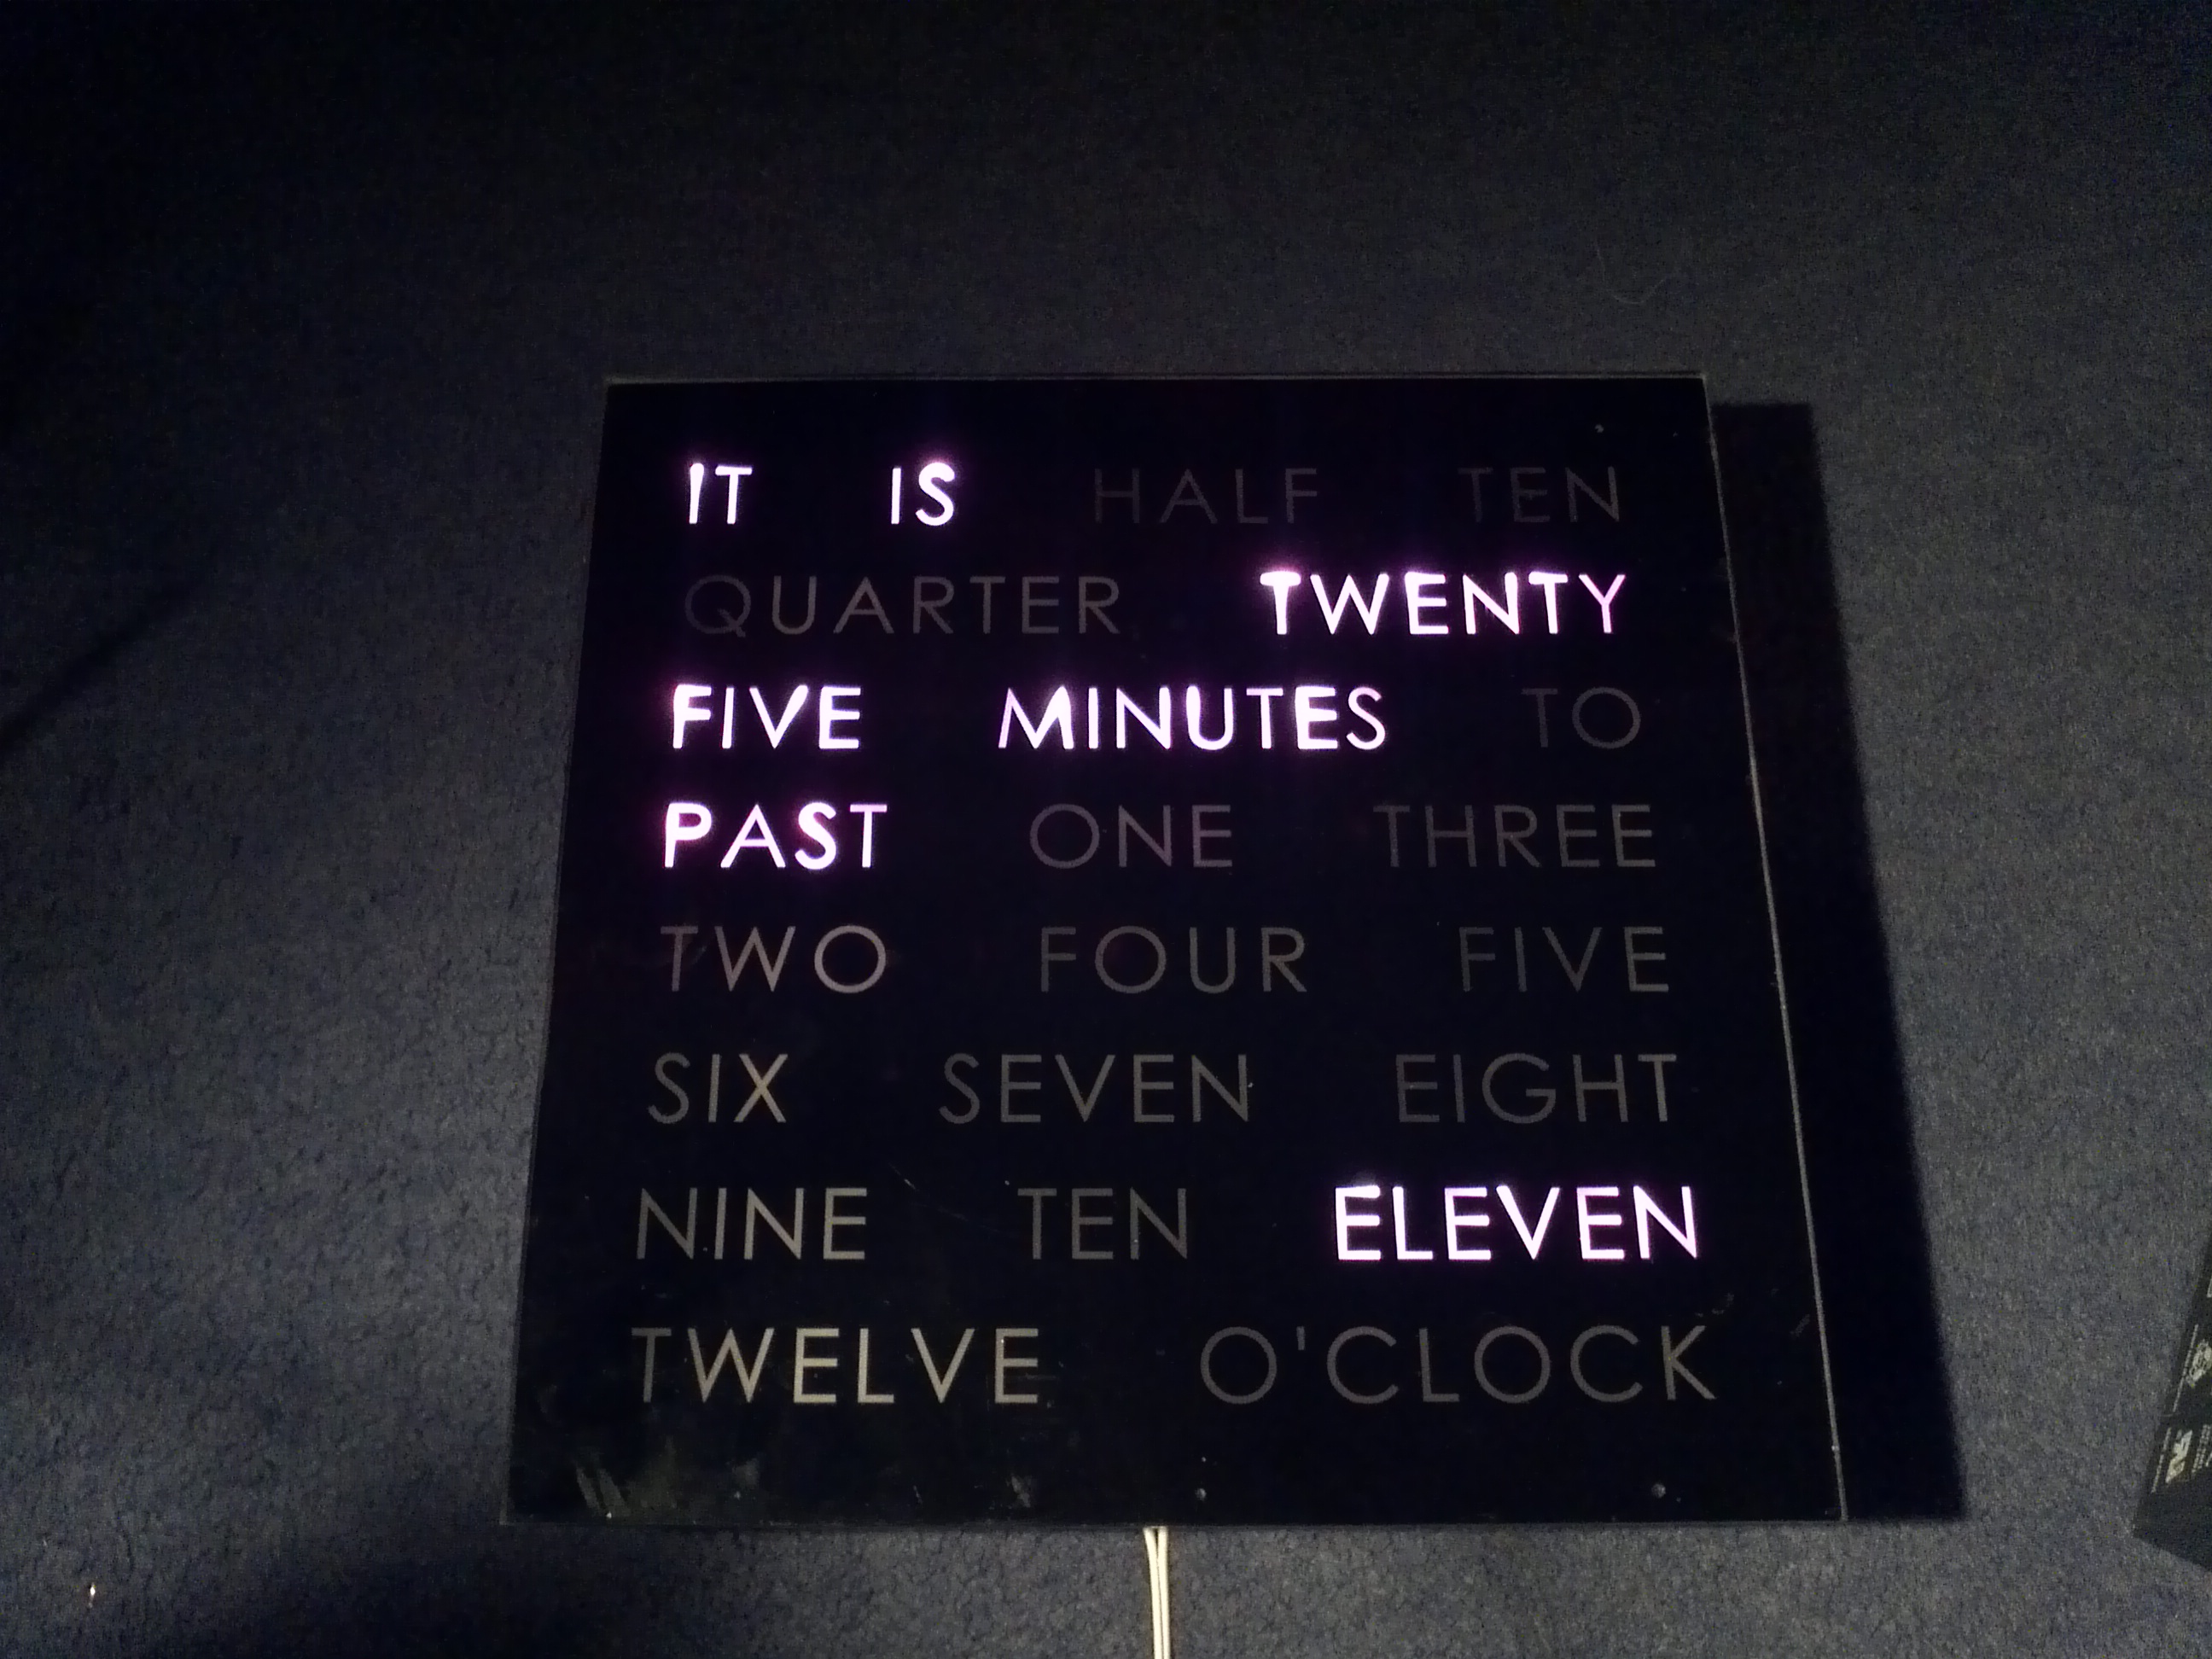 IT IS HALF TEN
QUARTER TWENTY
FIVE MINUTES TO
PAST ONE THREE
TWO FOUR FIVE
SIX SEVEN EIGHT
NINE TEN ELEVEN
TWELVE O'CLOCK